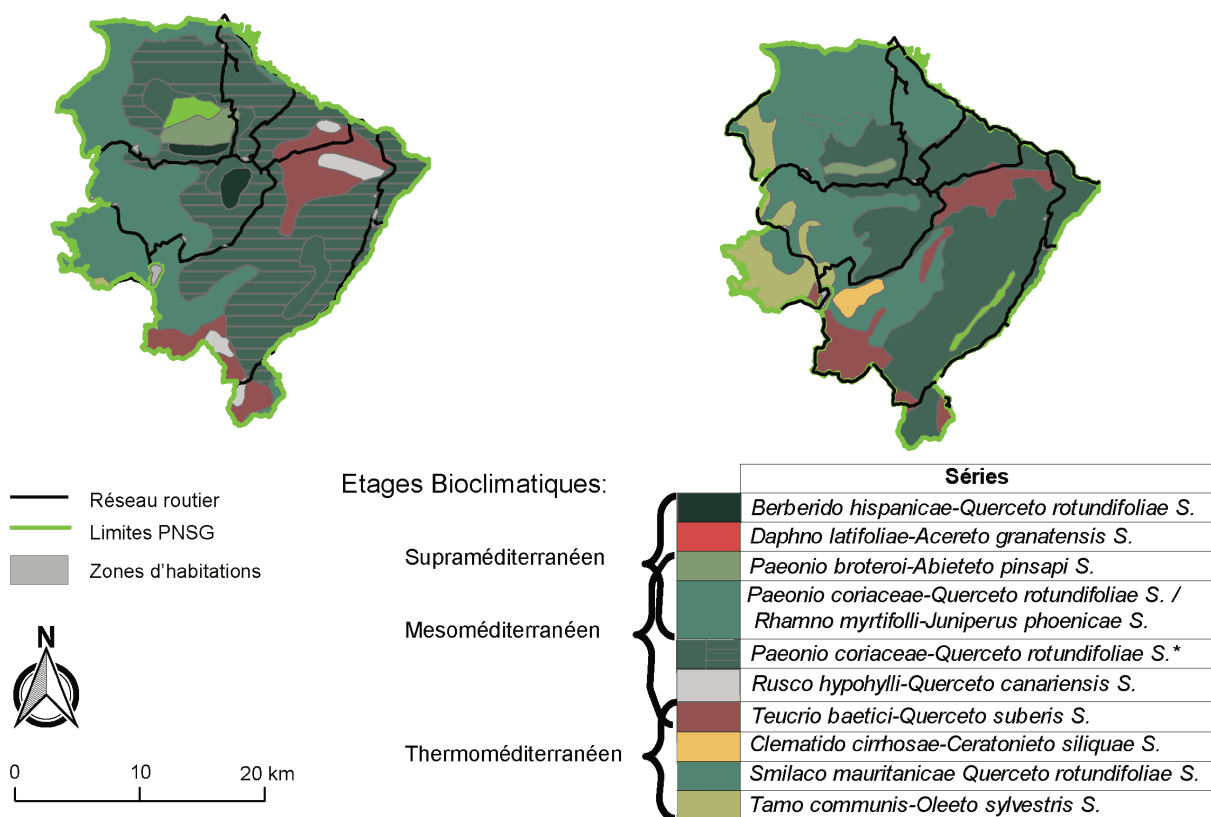 Réseau routier
Limites PNSG
Zones d'habitations
N
0 10 20 km
Etages Bioclimatiques:
Supraméditerranéen
Mesoméditerranéen
Thermoméditerranéen
Séries
Berberido hispanicae-Querceto rotundifoliae S.
Daphno latifoliae-Acereto granatensis S.
Paeonio broteroi-Abieteto pinsapi S.
Paeonio coriaceae-Querceto rotundifoliae S. /
Rhamno myrtifolli-Juniperus phoenicae S.
Paeonio coriaceae-Querceto rotundifoliae S.*
Rusco hypohylli-Querceto canariensis S.
Teucrio baetici-Querceto suberis S.
Clematido cirrhosae-Ceratonieto siliquae S.
Smilaco mauritanicae Querceto rotundifoliae S.
Tamo communis-Oleeto sylvestris S.